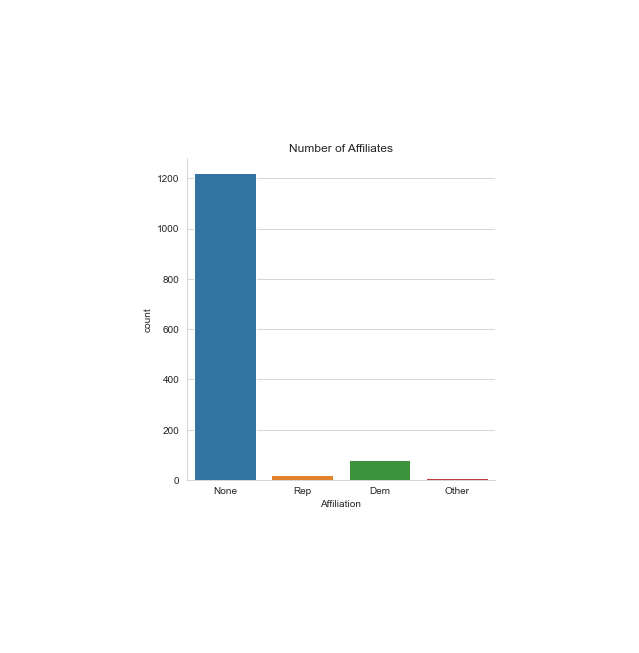 Number of Affiliates
1200
1000
800
600
400
200
0
count
None Rep Dem Other
Affiliation